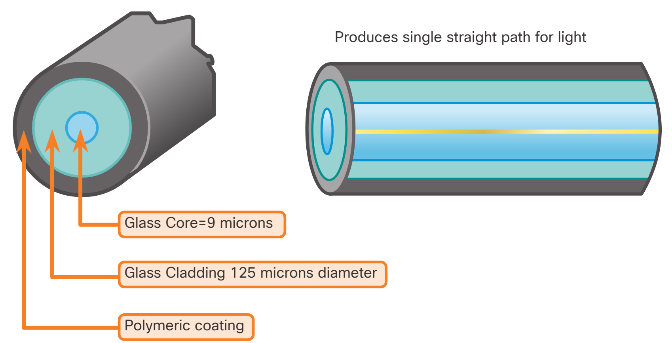 Produces single straight path for light
Glass Core=9 microns
Glass Cladding 125 microns diameter
Polymeric coating